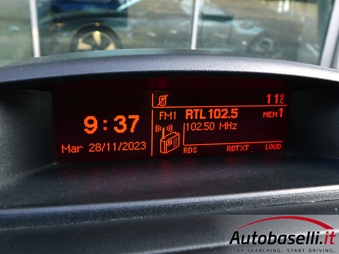 11°C
FM1 RTL 102.5 MEM 1
9:37
102.50 MHz
Mar 28/11/2023
RDS RDTXT LOUD
Autobaselli.it
STOP SEARCHING, START DRIVING.